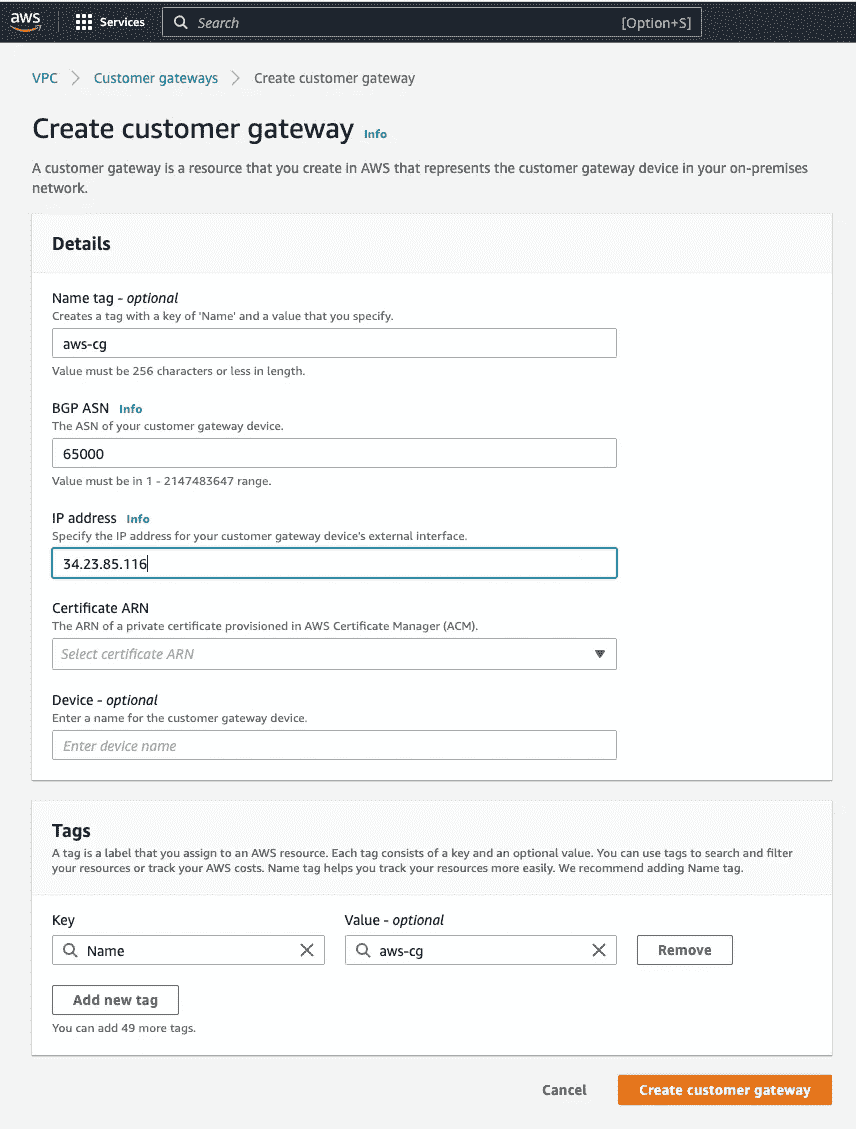 aws
Services
Search
[Option+S]
VPC > Customer gateways > Create customer gateway
Create customer gateway Info
A customer gateway is a resource that you create in AWS that represents the customer gateway device in your on-premises
network.
Details
Name tag - optional
Creates a tag with a key of 'Name' and a value that you specify.
aws-cg
Value must be 256 characters or less in length.
BGP ASN Info
The ASN of your customer gateway device.
65000
Value must be in 1 - 2147483647 range.
IP address Info
Specify the IP address for your customer gateway device's external interface.
34.23.85.116
Certificate ARN
The ARN of a private certificate provisioned in AWS Certificate Manager (ACM).
Select certificate ARN
Device - optional
Enter a name for the customer gateway device.
Enter device name
Tags
A tag is a label that you assign to an AWS resource. Each tag consists of a key and an optional value. You can use tags to search and filter
your resources or track your AWS costs. Name tag helps you track your resources more easily. We recommend adding Name tag.
Key
Value - optional
Name
aws-cg
Remove
Add new tag
You can add 49 more tags.
Cancel
Create customer gateway